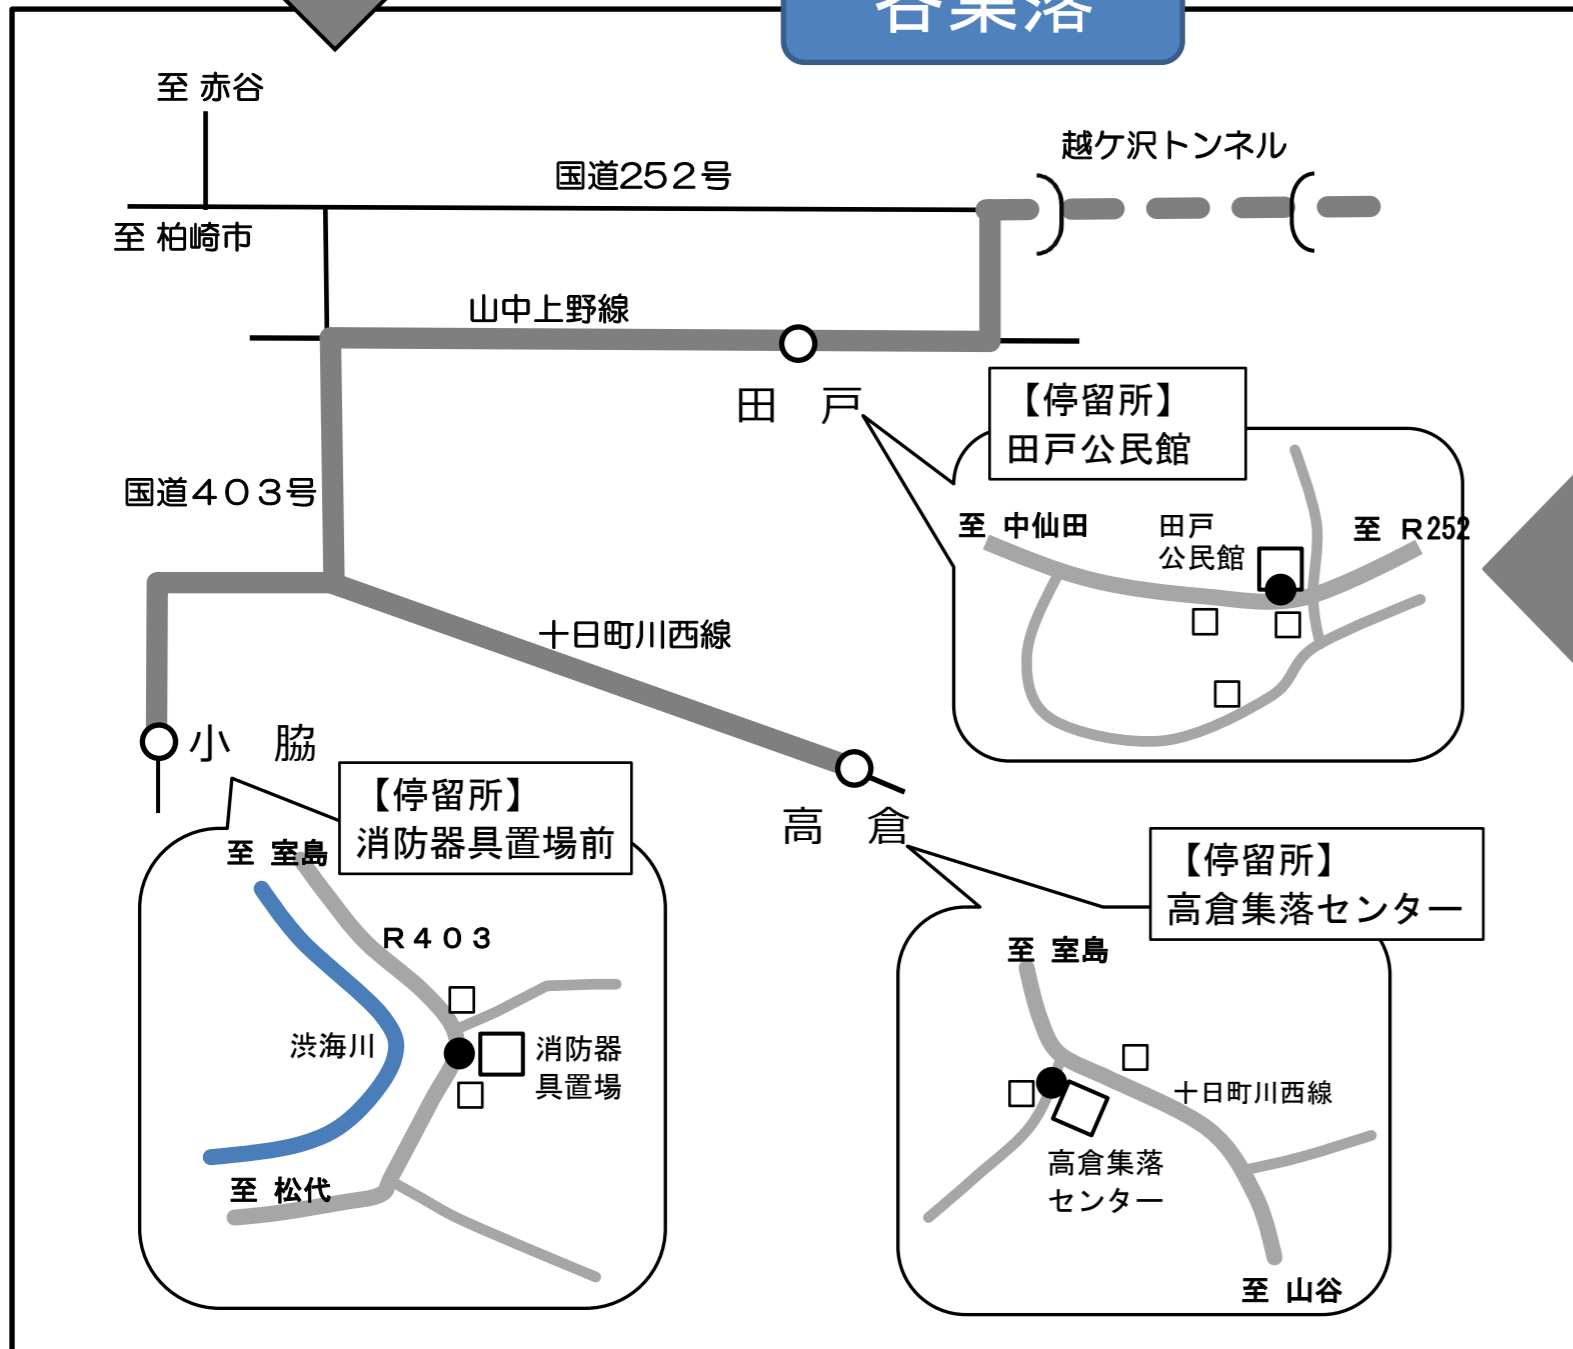 各集落
至 赤谷
越ケ沢トンネル
国道252号
至 柏崎市
山中上野線
田 戸
【停留所】
田戸公民館
国道403号
至 中仙田
田戸
公民館
至 R252
十日町川西線
小 脇
【停留所】
消防器具置場前
高 倉
【停留所】
高倉集落センター
至 室島
R403
渋海川
消防器
具置場
至 松代
至 室島
十日町川西線
高倉集落
センター
至 山谷